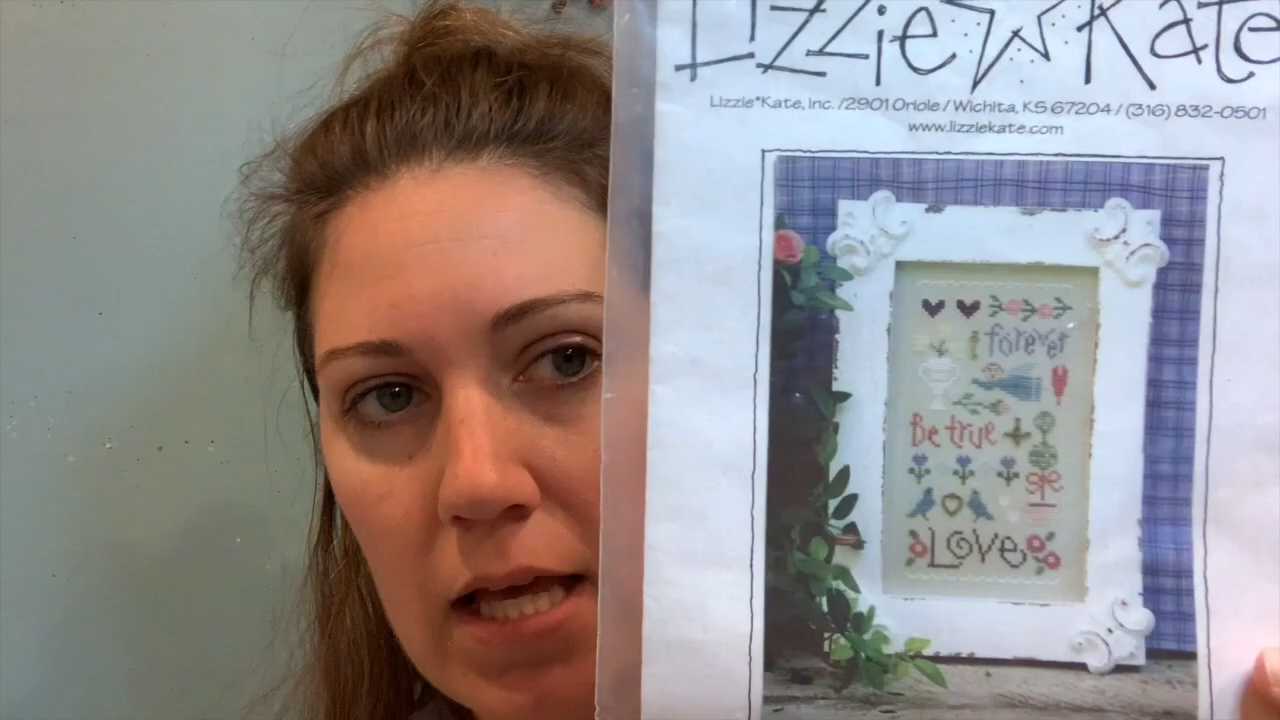 Lizzie Kate
Lizzie*Kate, Inc. /2901 Oriole / Wichita, KS 67204 / (316) 832-0501
www.lizziekate.com
forever
Be true
Love